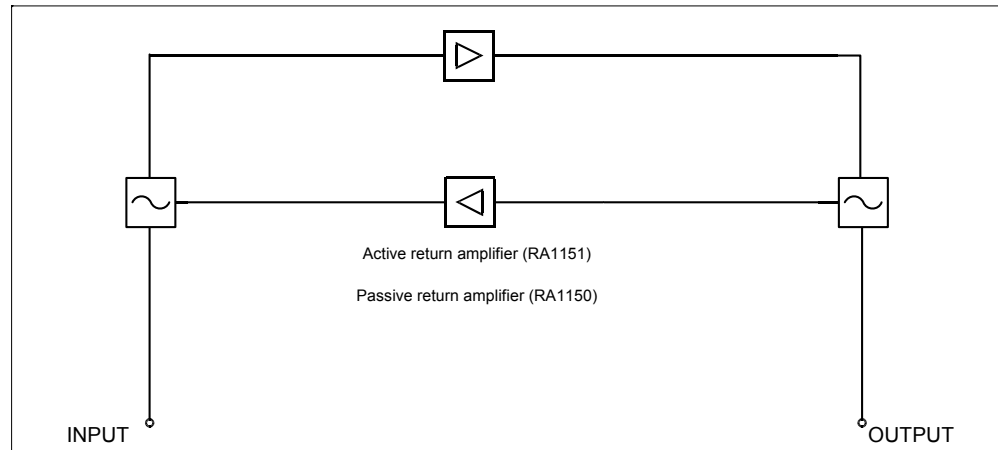 Active return amplifier (RA1151)
Passive return amplifier (RA1150)
INPUT
OUTPUT